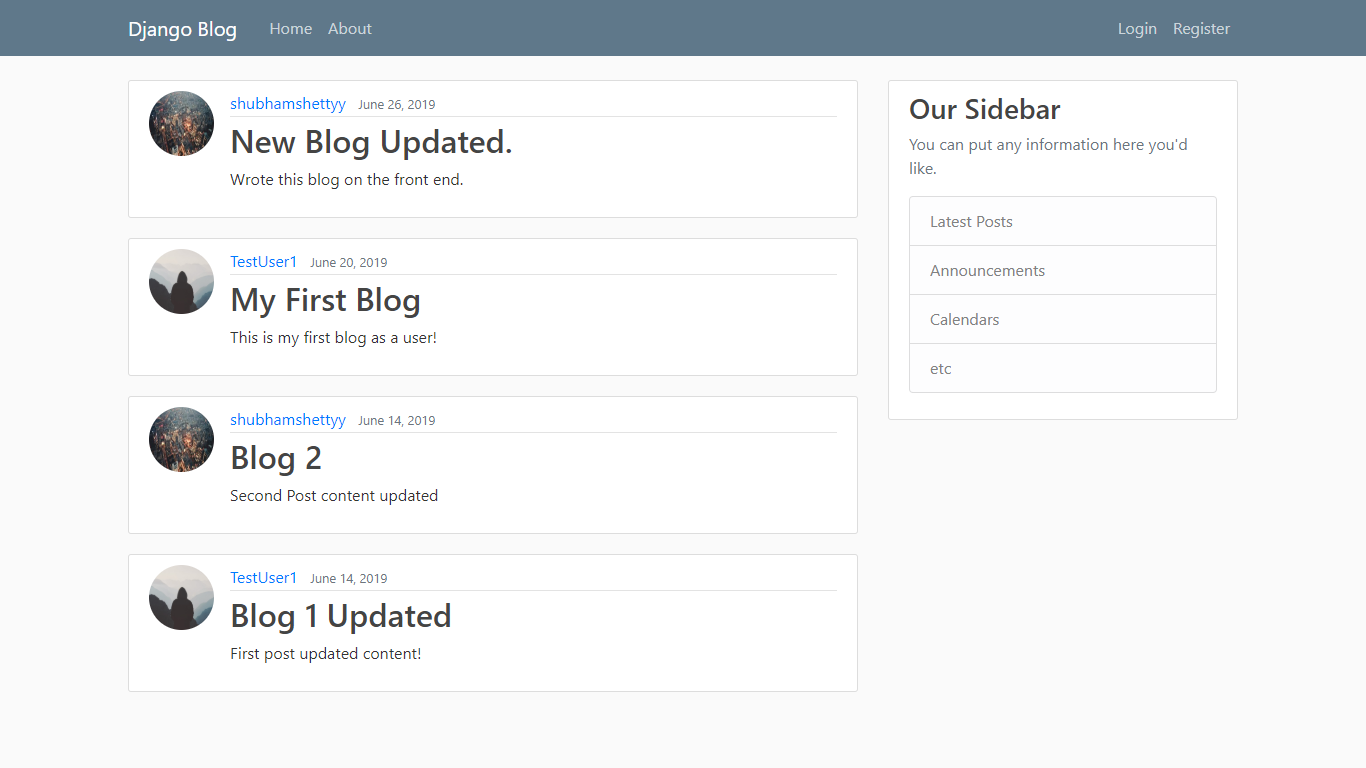 Django Blog Home About Login Register
shubhamshettyy June 26, 2019
New Blog Updated.
Wrote this blog on the front end.
TestUser1 June 20, 2019
My First Blog
This is my first blog as a user!
shubhamshettyy June 14, 2019
Blog 2
Second Post content updated
TestUser1 June 14, 2019
Blog 1 Updated
First post updated content!
Our Sidebar
You can put any information here you'd
like.
Latest Posts
Announcements
Calendars
etc